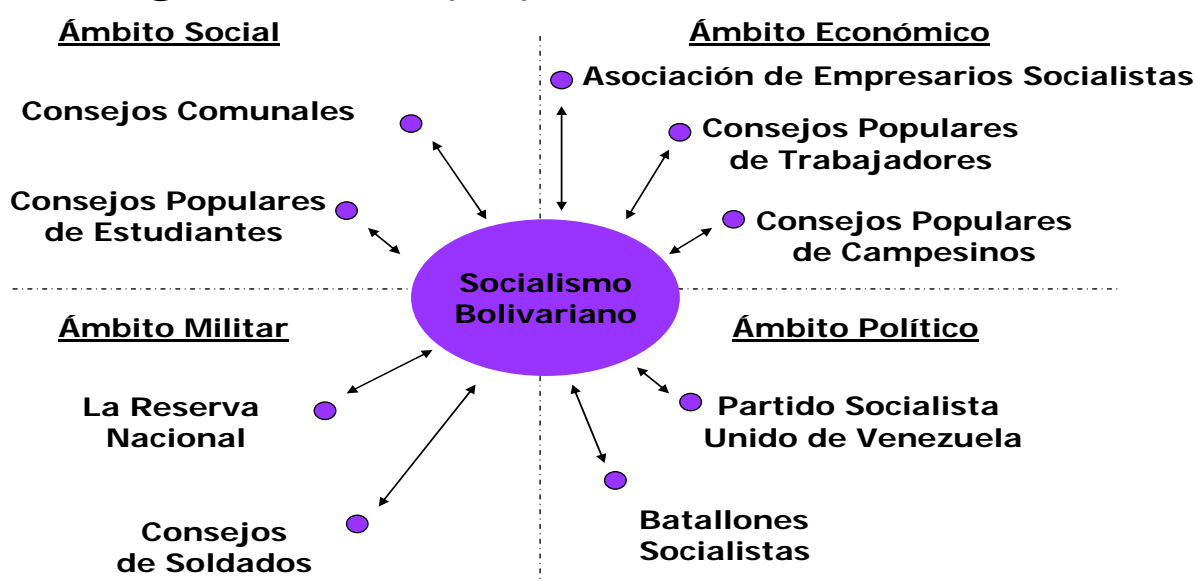 Ámbito Social
Consejos Comunales
Consejos Populares
de Estudiantes
Ámbito Económico
Asociación de Empresarios Socialistas
Consejos Populares
de Trabajadores
Consejos Populares
de Campesinos
Socialismo
Bolivariano
Ámbito Militar
La Reserva
Nacional
Consejos
de Soldados
Ámbito Político
Partido Socialista
Unido de Venezuela
Batallones
Socialistas